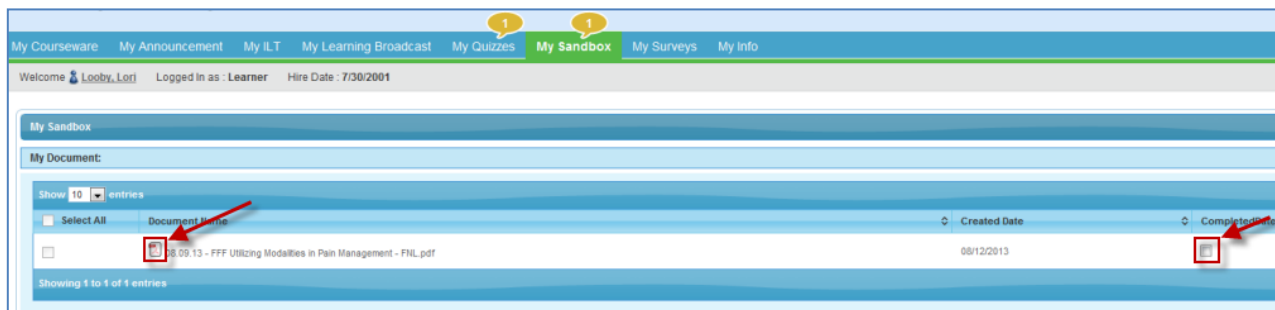 1 1
My Courseware My Announcement My ILT My Learning Broadcast My Quizzes My Sandbox My Surveys My Info
Welcome Looby, Lori Logged In as : Learner Hire Date : 7/30/2001
My Sandbox
My Document:
Show 10 entries
Select All Document Name Created Date CompletedDate
08.09.13 - FFF Utilizing Modalities in Pain Management - FNL.pdf 08/12/2013
Showing 1 to 1 of 1 entries